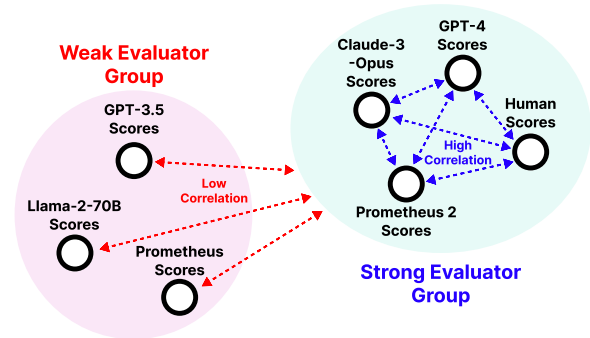 Weak Evaluator
Group
GPT-3.5
Scores
Llama-2-70B
Scores
Prometheus
Scores
Low
Correlation
Claude-3
-Opus
Scores
GPT-4
Scores
Human
Scores
High
Correlation
Prometheus 2
Scores
Strong Evaluator
Group